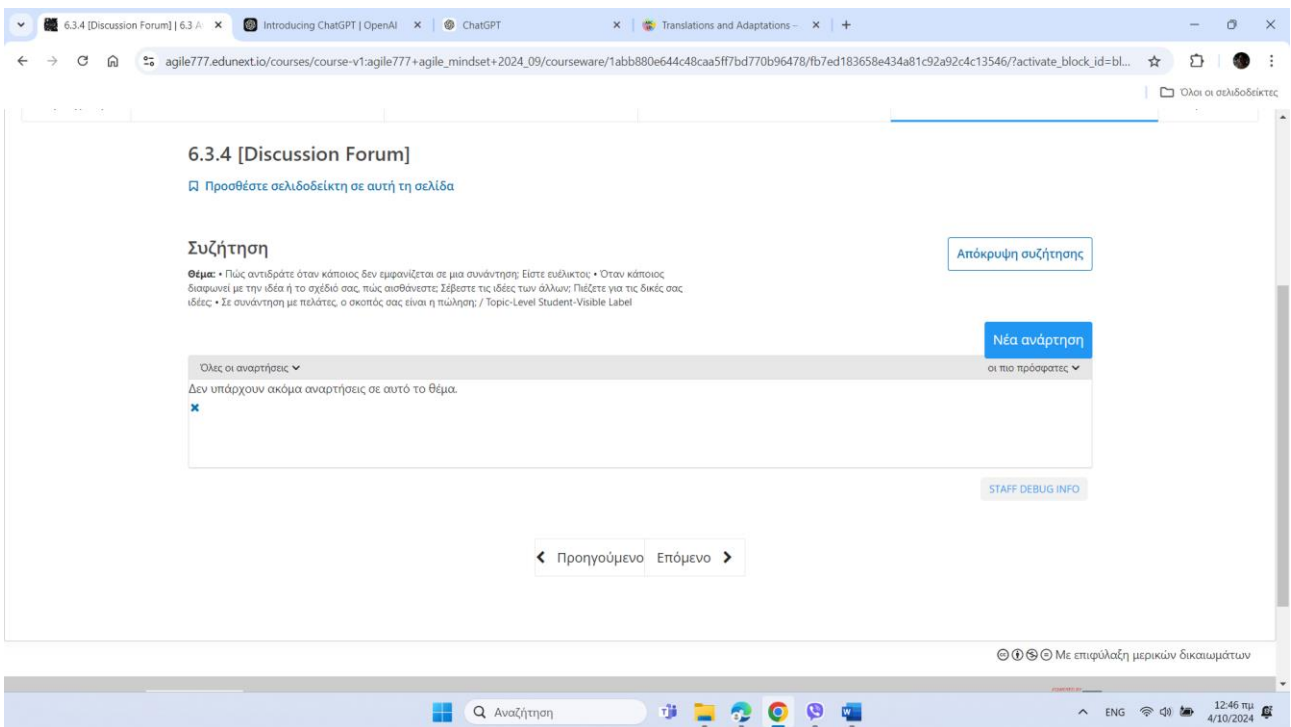 6.3.4 [Discussion Forum] | 6.3 A
Introducing ChatGPT | OpenAI
ChatGPT
Translations and Adaptations –
agile777.edunext.io/courses/course-v1:agile777+agile_mindset+2024_09/courseware/1abb880e644c48caa5ff7bd770b96478/fb7ed183658e434a81c92a92c4c13546/?activate_block_id=bl...
Όλοι οι σελιδοδείκτες
6.3.4 [Discussion Forum]
Προσθέστε σελιδοδείκτη σε αυτή τη σελίδα
Συζήτηση
Απόκρυψη συζήτησης
Θέμα: • Πώς αντιδράτε όταν κάποιος δεν εμφανίζεται σε μια συνάντηση; Είστε ευέλικτος; • Όταν κάποιος
διαφωνεί με την ιδέα ή το σχέδιό σας, πώς αισθάνεστε; Σέβεστε τις ιδέες των άλλων; Πιέζετε για τις δικές σας
ιδέες; • Σε συνάντηση με πελάτες, ο σκοπός σας είναι η πώληση; / Topic-Level Student-Visible Label
Νέα ανάρτηση
Όλες οι αναρτήσεις
οι πιο πρόσφατες
Δεν υπάρχουν ακόμα αναρτήσεις σε αυτό το θέμα.
STAFF DEBUG INFO
Προηγούμενο Επόμενο
Με επιφύλαξη μερικών δικαιωμάτων
Αναζήτηση
ENG
12:46 πμ
4/10/2024